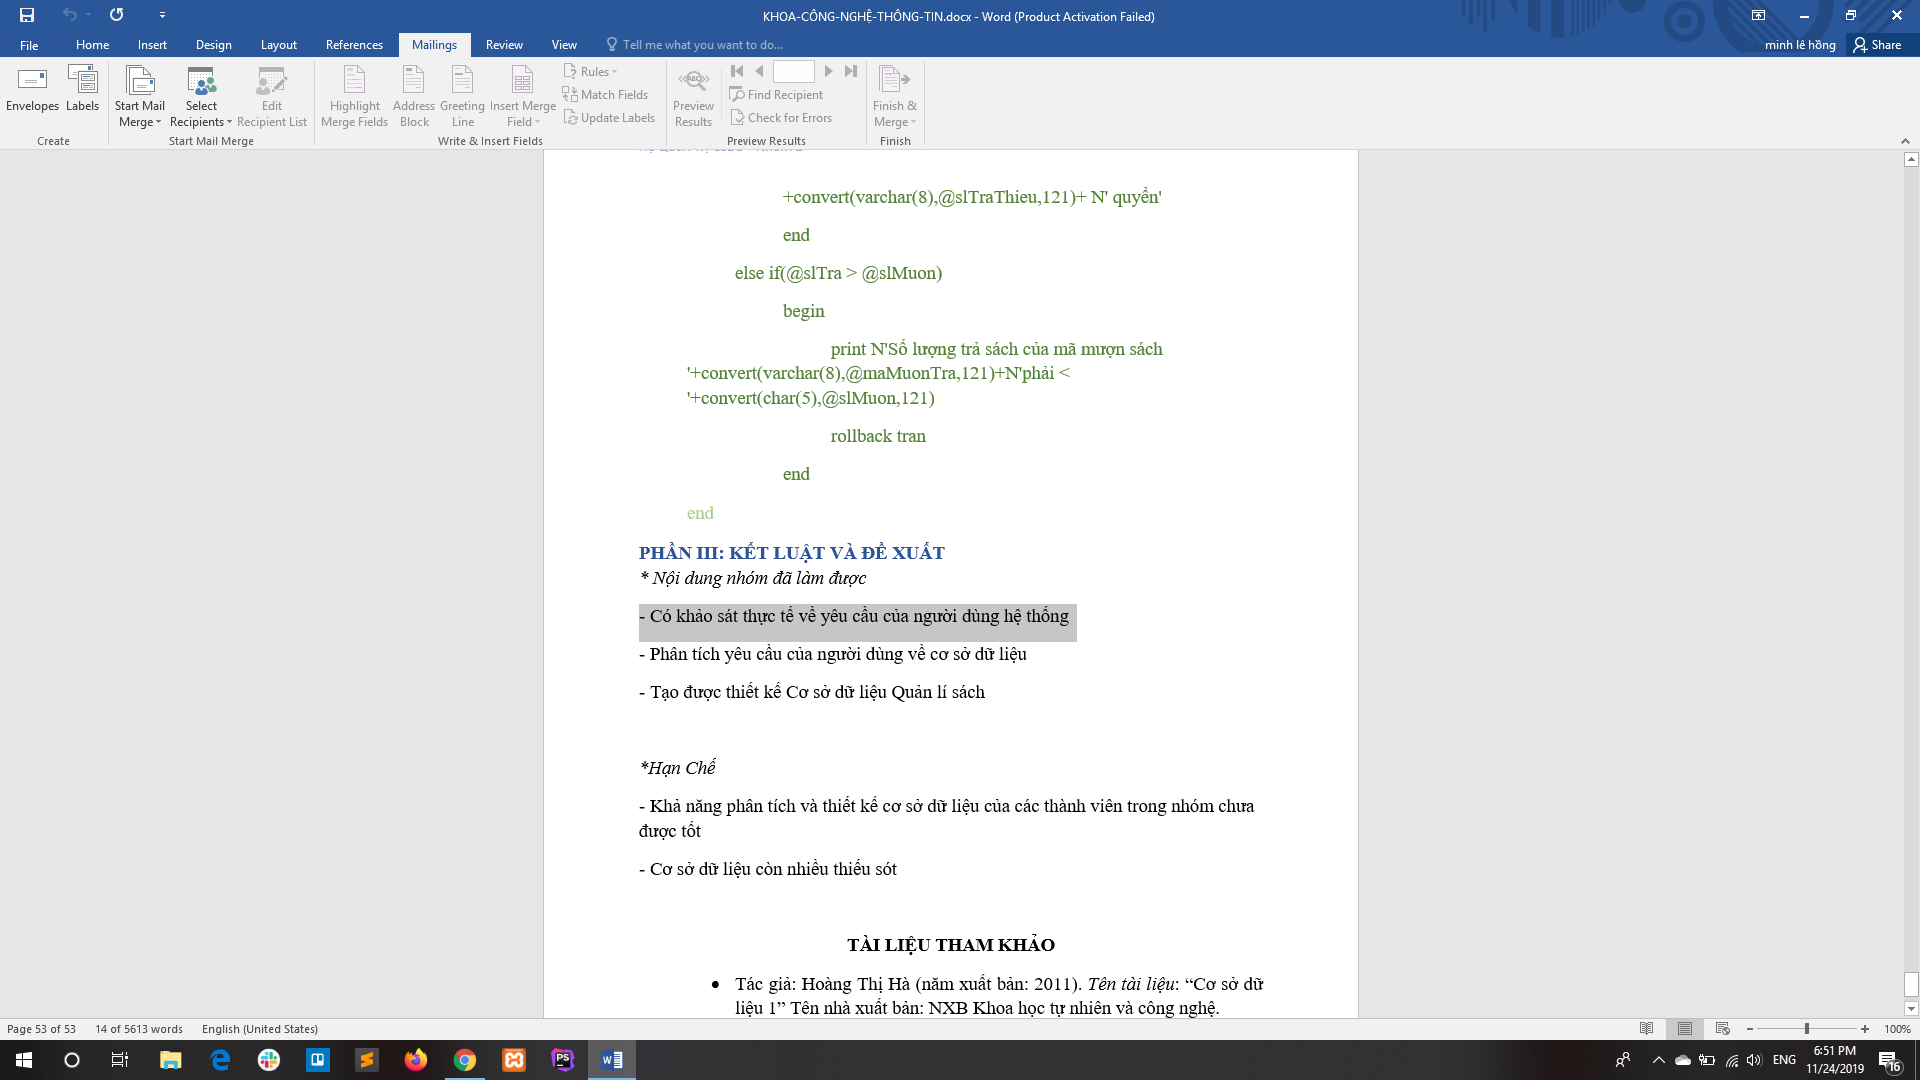 KHOA-CÔNG-NGHỆ-THÔNG-TIN.docx - Word (Product Activation Failed)
File Home Insert Design Layout References Mailings Review View Tell me what you want to do... minh lê hồng Share
Envelopes Labels
Start Mail Merge
Select Recipients
Edit Recipient List
Highlight Merge Fields
Address Block
Greeting Line
Insert Merge Field
Rules
Match Fields
Update Labels
Preview Results
Find Recipient
Check for Errors
Finish & Merge
Create Start Mail Merge Write & Insert Fields Preview Results Finish
+convert(varchar(8),@slTraThieu,121)+ N' quyển'
end
else if(@slTra > @slMuon)
begin
print N'Số lượng trả sách của mã mượn sách
'+convert(varchar(8),@maMuonTra,121)+N'phải <
'+convert(char(5),@slMuon,121)
rollback tran
end
end
PHẦN III: KẾT LUẬT VÀ ĐỀ XUẤT
* Nội dung nhóm đã làm được
- Có khảo sát thực tế về yêu cầu của người dùng hệ thống
- Phân tích yêu cầu của người dùng về cơ sở dữ liệu
- Tạo được thiết kế Cơ sở dữ liệu Quản lí sách
*Hạn Chế
- Khả năng phân tích và thiết kế cơ sở dữ liệu của các thành viên trong nhóm chưa
được tốt
- Cơ sở dữ liệu còn nhiều thiếu sót
TÀI LIỆU THAM KHẢO
• Tác giả: Hoàng Thị Hà (năm xuất bản: 2011). Tên tài liệu: “Cơ sở dữ
liệu 1” Tên nhà xuất bản: NXB Khoa học tự nhiên và công nghệ.
Page 53 of 53 14 of 5613 words English (United States) 100%
ENG 6:51 PM
11/24/2019 16